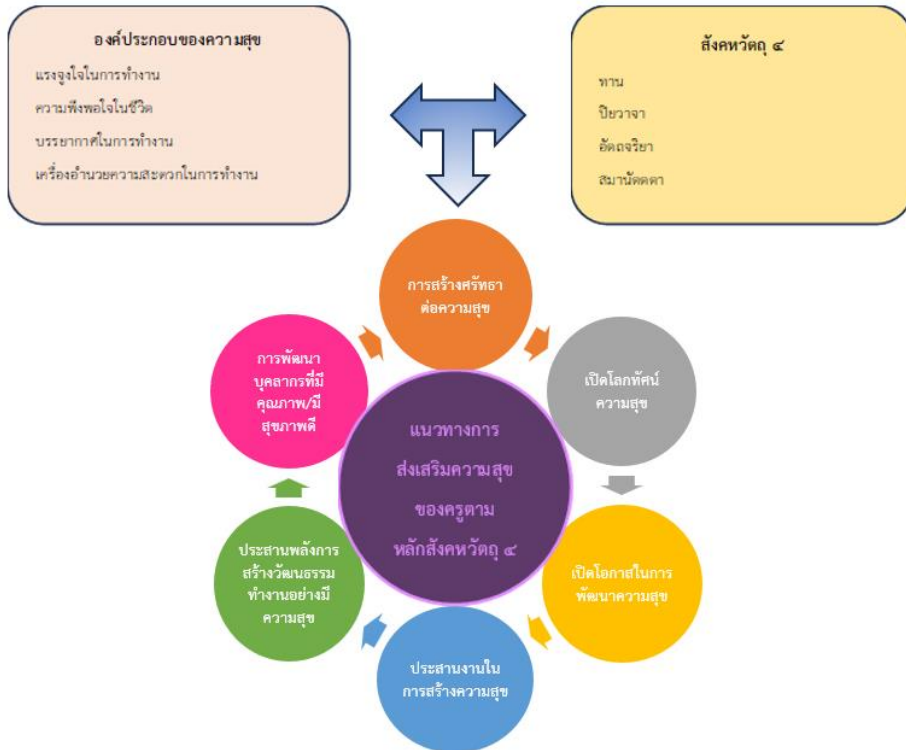 องค์ประกอบของความสุข
แรงจูงใจในการทำงาน
ความพึงพอใจในชีวิต
บรรยากาศในการทำงาน
เครื่องอำนวยความสะดวกในการทำงาน
สังคหวัตถุ ๔
ทาน
ปิยวาจา
อัตถจริยา
สมานัตตตา
การสร้างศรัทธา
ต่อความสุข
เปิดโลกทัศน์
ความสุข
เปิดโอกาสในการ
พัฒนาความสุข
ประสานงานใน
การสร้างความสุข
ประสานพลังการ
สร้างวัฒนธรรม
ทำงานอย่างมี
ความสุข
การพัฒนา
บุคลากรที่มี
คุณภาพ/มี
สุขภาพดี
แนวทางการ
ส่งเสริมความสุข
ของครูตาม
หลักสังคหวัตถุ ๔